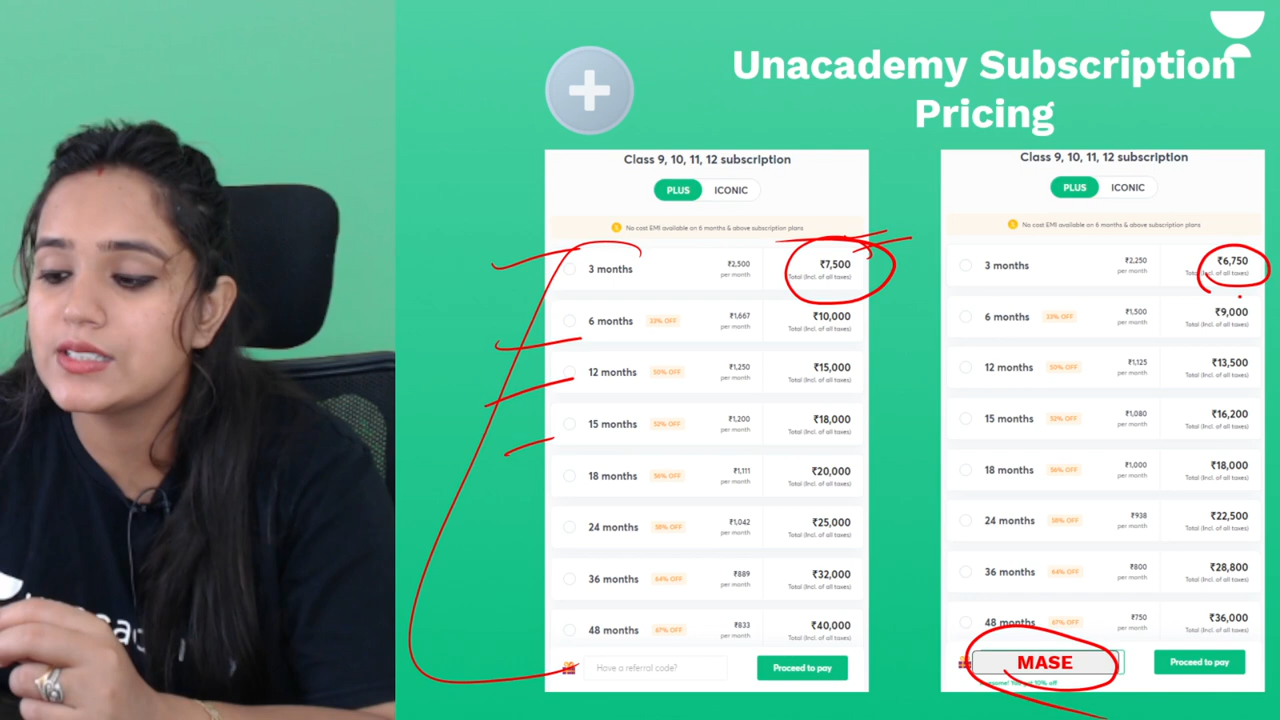 Unacademy Subscription
Pricing
Class 9, 10, 11, 12 subscription
PLUS ICONIC
No cost EMI available on 6 months & above subscription plans
3 months ₹2,500 per month ₹7,500 Total (Incl. of all taxes)
6 months 33% OFF ₹1,667 per month ₹10,000 Total (Incl. of all taxes)
12 months 50% OFF ₹1,250 per month ₹15,000 Total (Incl. of all taxes)
15 months 52% OFF ₹1,200 per month ₹18,000 Total (Incl. of all taxes)
18 months 56% OFF ₹1,111 per month ₹20,000 Total (Incl. of all taxes)
24 months 58% OFF ₹1,042 per month ₹25,000 Total (Incl. of all taxes)
36 months 64% OFF ₹889 per month ₹32,000 Total (Incl. of all taxes)
48 months 67% OFF ₹833 per month ₹40,000 Total (Incl. of all taxes)
Have a referral code? Proceed to pay
Class 9, 10, 11, 12 subscription
PLUS ICONIC
No cost EMI available on 6 months & above subscription plans
3 months ₹2,250 per month ₹6,750 Total (Incl. of all taxes)
6 months 33% OFF ₹1,500 per month ₹9,000 Total (Incl. of all taxes)
12 months 50% OFF ₹1,125 per month ₹13,500 Total (Incl. of all taxes)
15 months 52% OFF ₹1,080 per month ₹16,200 Total (Incl. of all taxes)
18 months 56% OFF ₹1,000 per month ₹18,000 Total (Incl. of all taxes)
24 months 58% OFF ₹938 per month ₹22,500 Total (Incl. of all taxes)
36 months 64% OFF ₹800 per month ₹28,800 Total (Incl. of all taxes)
48 months 67% OFF ₹750 per month ₹36,000 Total (Incl. of all taxes)
MASE Proceed to pay
You got 10% off